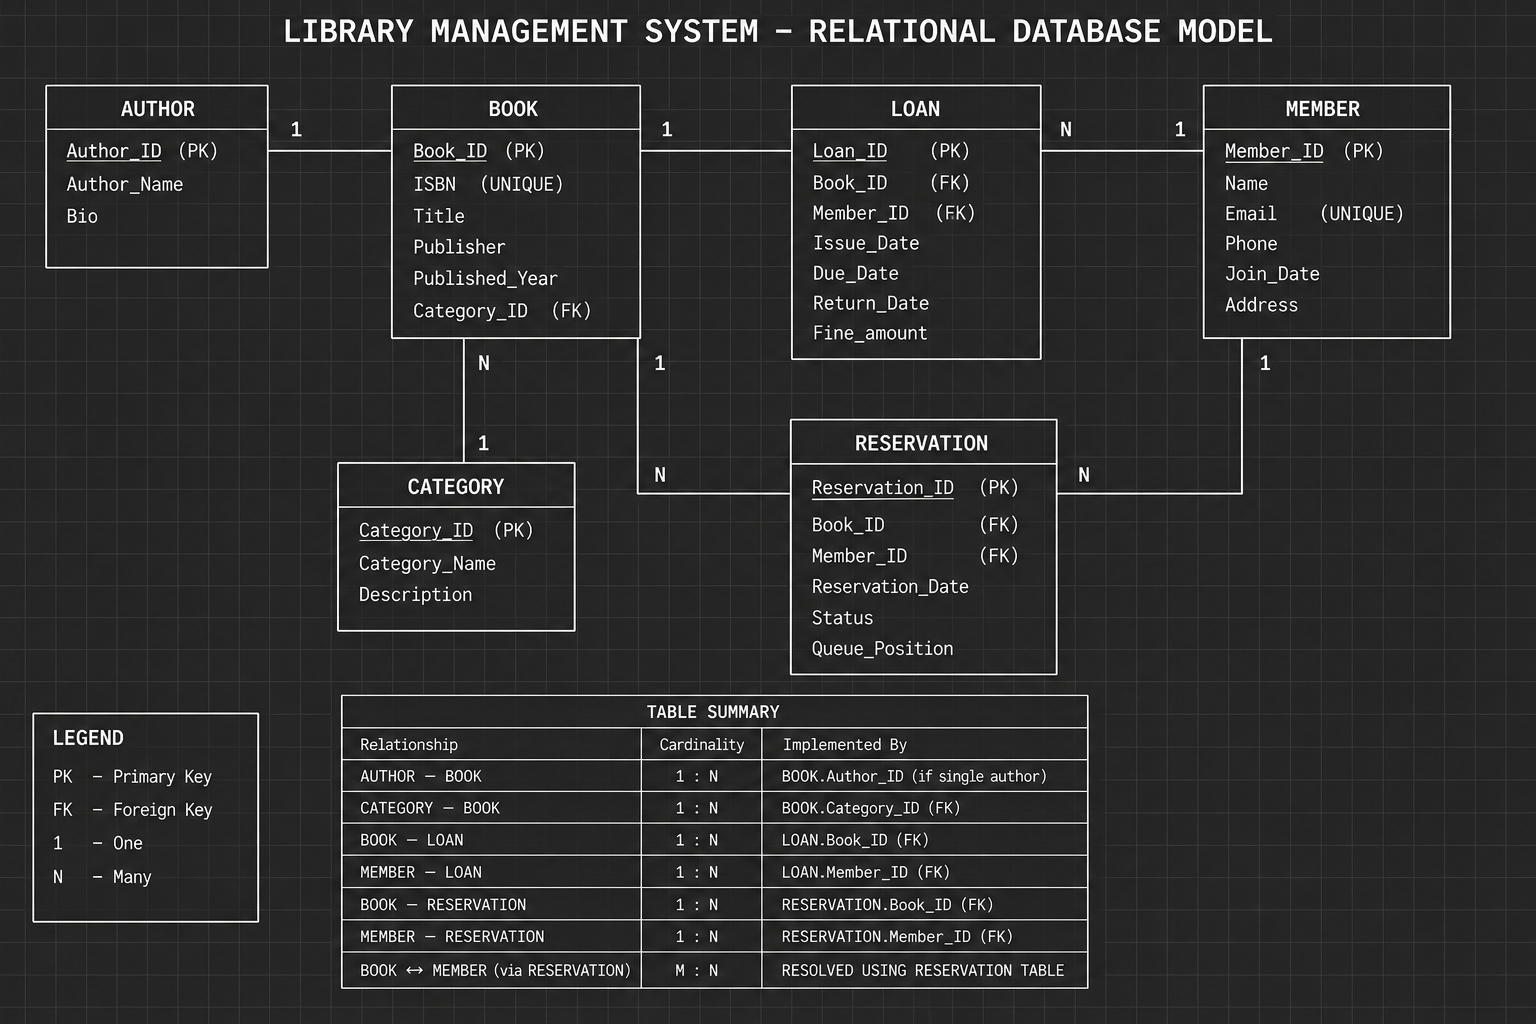 LIBRARY MANAGEMENT SYSTEM – RELATIONAL DATABASE MODEL
AUTHOR
Author_ID (PK)
Author_Name
Bio
1
BOOK
Book_ID (PK)
ISBN (UNIQUE)
Title
Publisher
Published_Year
Category_ID (FK)
1
LOAN
Loan_ID (PK)
Book_ID (FK)
Member_ID (FK)
Issue_Date
Due_Date
Return_Date
Fine_amount
N 1
MEMBER
Member_ID (PK)
Name
Email (UNIQUE)
Phone
Join_Date
Address
N
1
1
N
1
N
CATEGORY
Category_ID (PK)
Category_Name
Description
RESERVATION
Reservation_ID (PK)
Book_ID (FK)
Member_ID (FK)
Reservation_Date
Status
Queue_Position
LEGEND
PK – Primary Key
FK – Foreign Key
1 – One
N – Many
TABLE SUMMARY
Relationship Cardinality Implemented By
AUTHOR – BOOK 1 : N BOOK.Author_ID (if single author)
CATEGORY – BOOK 1 : N BOOK.Category_ID (FK)
BOOK – LOAN 1 : N LOAN.Book_ID (FK)
MEMBER – LOAN 1 : N LOAN.Member_ID (FK)
BOOK – RESERVATION 1 : N RESERVATION.Book_ID (FK)
MEMBER – RESERVATION 1 : N RESERVATION.Member_ID (FK)
BOOK ↔ MEMBER (via RESERVATION) M : N RESOLVED USING RESERVATION TABLE